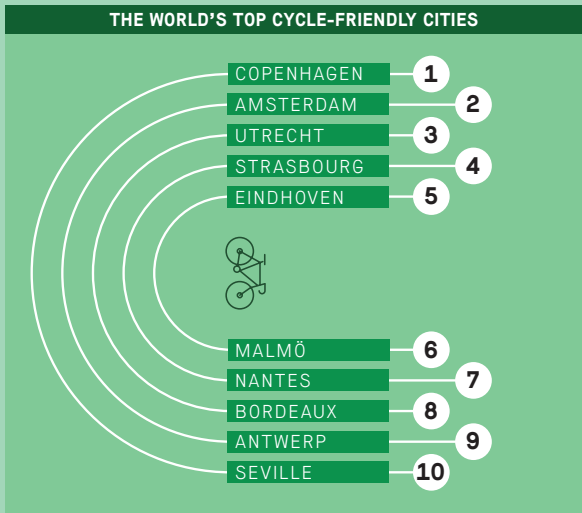 THE WORLD'S TOP CYCLE-FRIENDLY CITIES
COPENHAGEN 1
AMSTERDAM 2
UTRECHT 3
STRASBOURG 4
EINDHOVEN 5
MALMÖ 6
NANTES 7
BORDEAUX 8
ANTWERP 9
SEVILLE 10